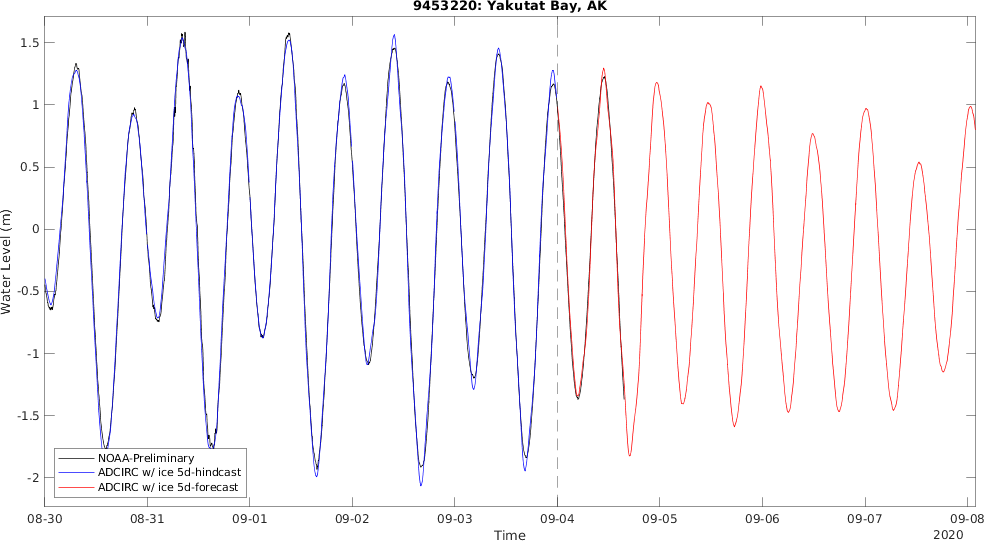 9453220: Yakutat Bay, AK
Water Level (m)
1.5
1
0.5
0
-0.5
-1
-1.5
-2
NOAA-Preliminary
ADCIRC w/ ice 5d-hindcast
ADCIRC w/ ice 5d-forecast
08-30 08-31 09-01 09-02 09-03 09-04 09-05 09-06 09-07 09-08
Time
2020